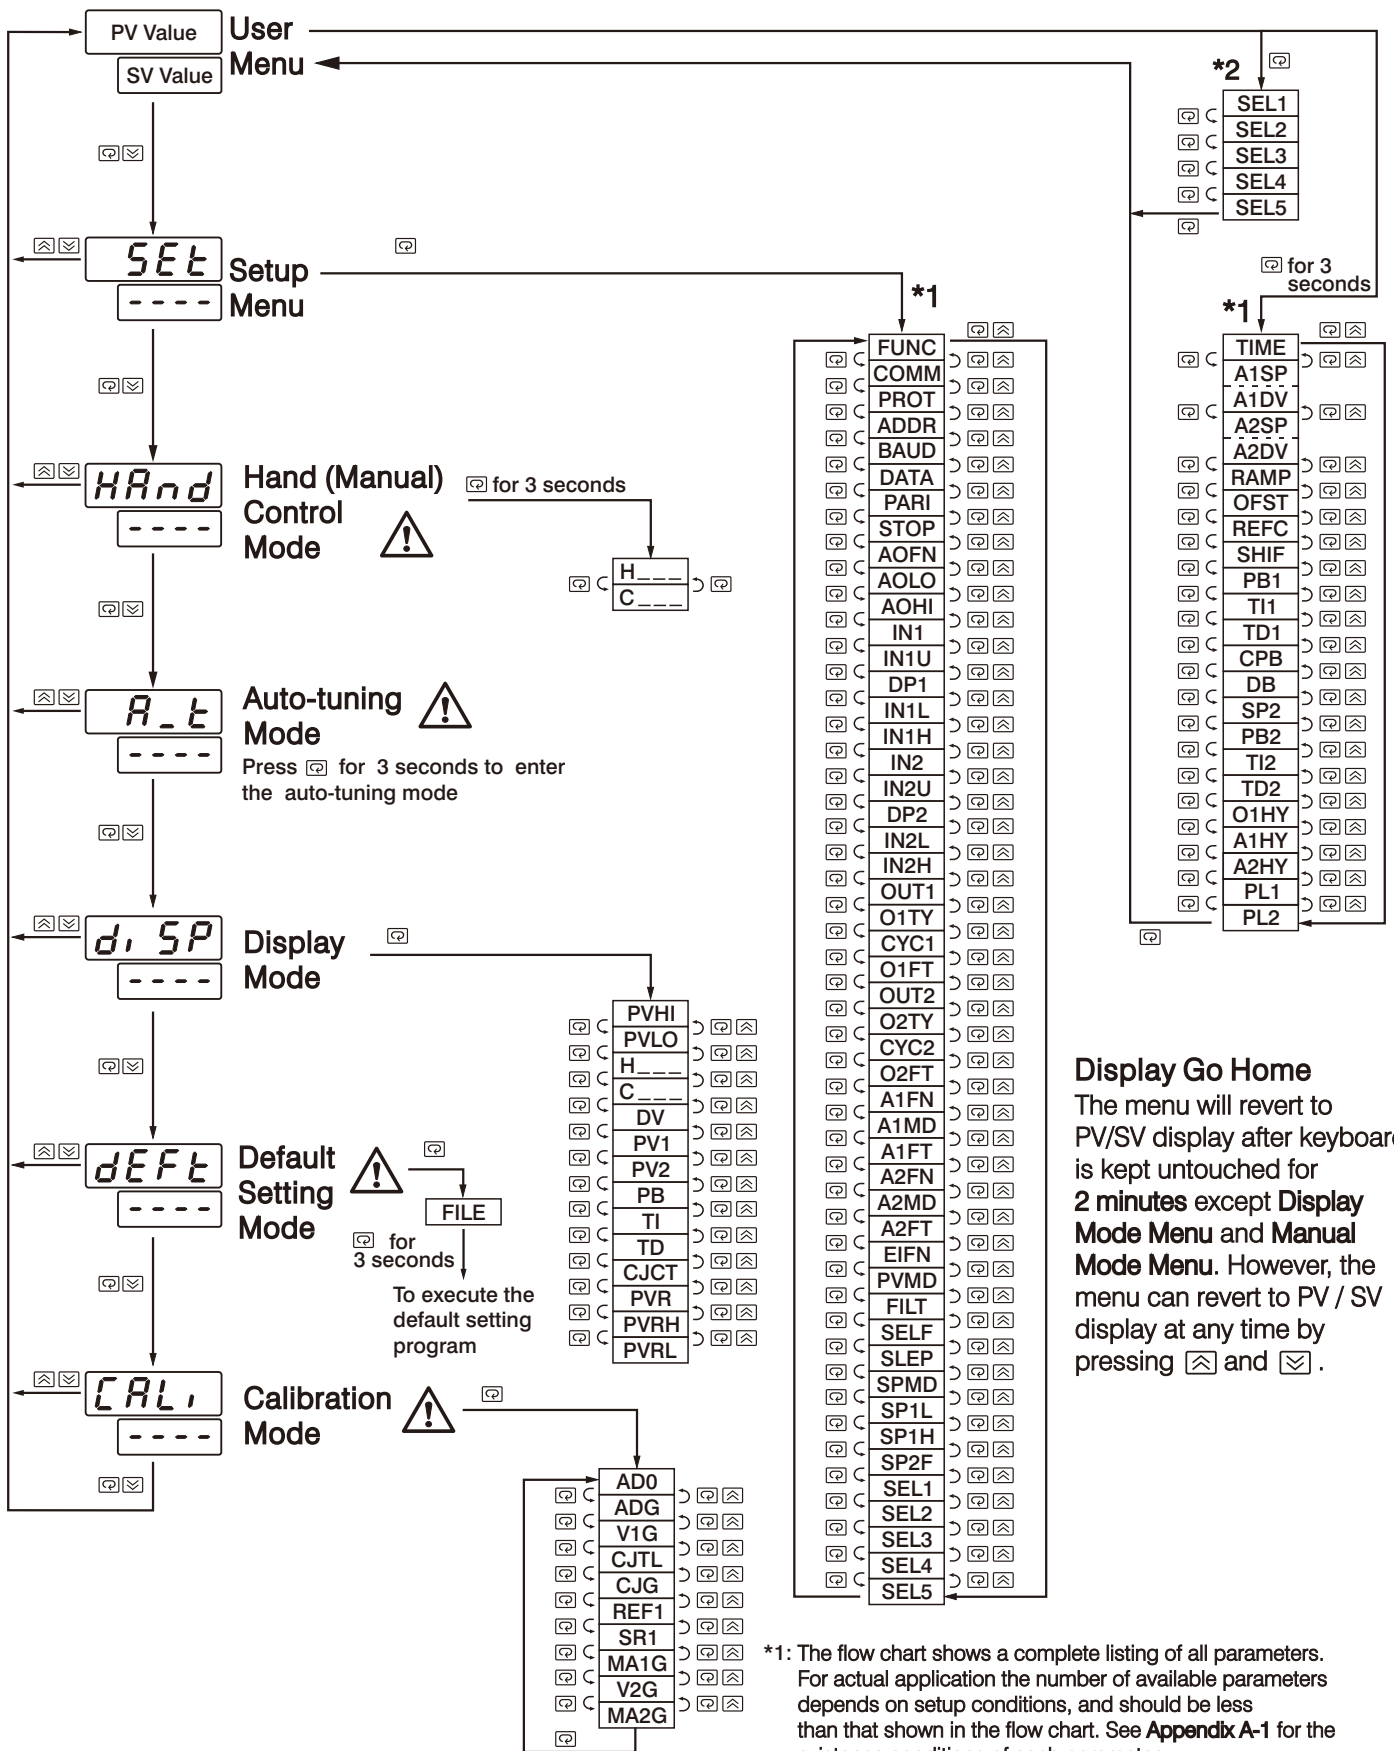 PV Value
User
Menu
SV Value
*2
SEL1
SEL2
SEL3
SEL4
SEL5
for 3
seconds
*1
TIME
A1SP
A1DV
A2SP
A2DV
RAMP
OFST
REFC
SHIF
PB1
TI1
TD1
CPB
DB
SP2
PB2
TI2
TD2
O1HY
A1HY
A2HY
PL1
PL2
SEt
- - - -
Setup
Menu
*1
FUNC
COMM
PROT
ADDR
BAUD
DATA
PARI
STOP
AOFN
AOLO
AOHI
IN1
IN1U
DP1
IN1L
IN1H
IN2
IN2U
DP2
IN2L
IN2H
OUT1
O1TY
CYC1
O1FT
OUT2
O2TY
CYC2
O2FT
A1FN
A1MD
A1FT
A2FN
A2MD
A2FT
EIFN
PVMD
FILT
SELF
SLEP
SPMD
SP1L
SP1H
SP2F
SEL1
SEL2
SEL3
SEL4
SEL5
HAnd
- - - -
Hand (Manual)
Control
Mode
for 3 seconds
H_ _ _
C_ _ _
A_t
- - - -
Auto-tuning
Mode
Press for 3 seconds to enter
the auto-tuning mode
diSP
- - - -
Display
Mode
PVHI
PVLO
H_ _ _
C_ _ _
DV
PV1
PV2
PB
TI
TD
CJCT
PVR
PVRH
PVRL
dEFt
- - - -
Default
Setting
Mode
FILE
for
3 seconds
To execute the
default setting
program
CALi
- - - -
Calibration
Mode
AD0
ADG
V1G
CJTL
CJG
REF1
SR1
MA1G
V2G
MA2G
Display Go Home
The menu will revert to
PV/SV display after keyboar
is kept untouched for
2 minutes except Display
Mode Menu and Manual
Mode Menu. However, the
menu can revert to PV / SV
display at any time by
pressing and .
*1: The flow chart shows a complete listing of all parameters.
For actual application the number of available parameters
depends on setup conditions, and should be less
than that shown in the flow chart. See Appendix A-1 for the